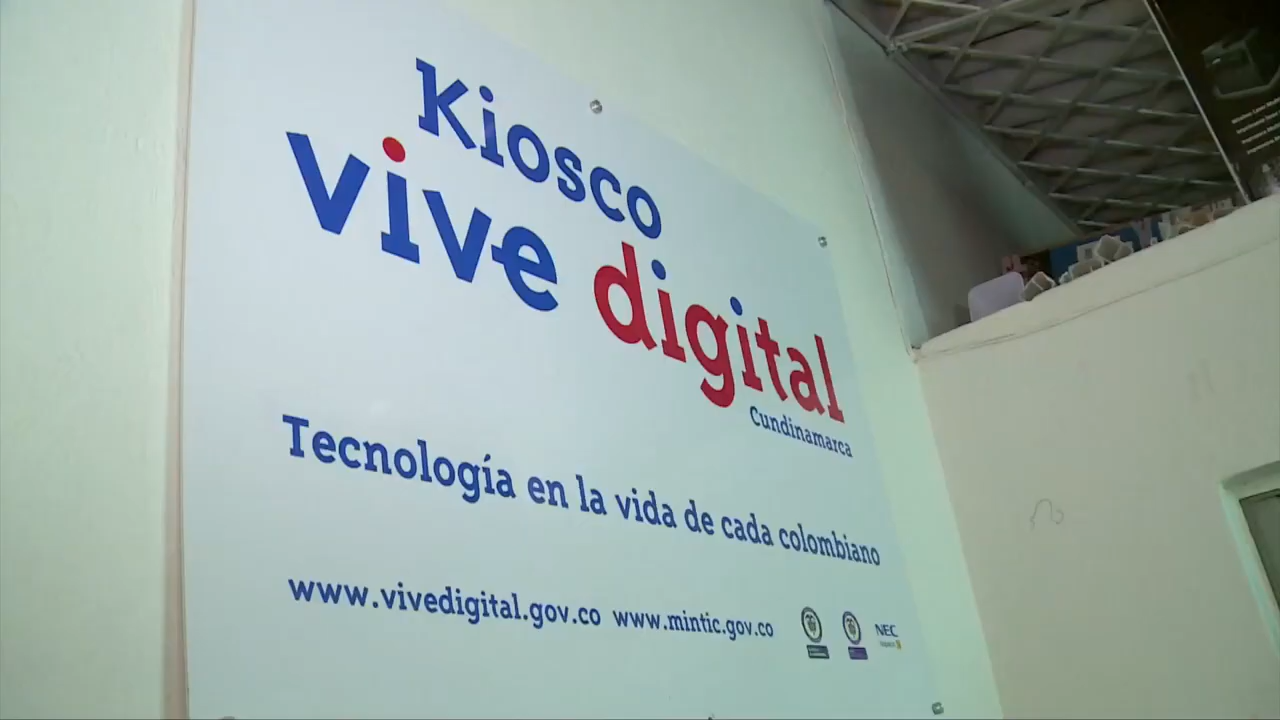 Kiosco
vive digital
Cundinamarca
Tecnología en la vida de cada colombiano
www.vivedigital.gov.co www.mintic.gov.co
NEC